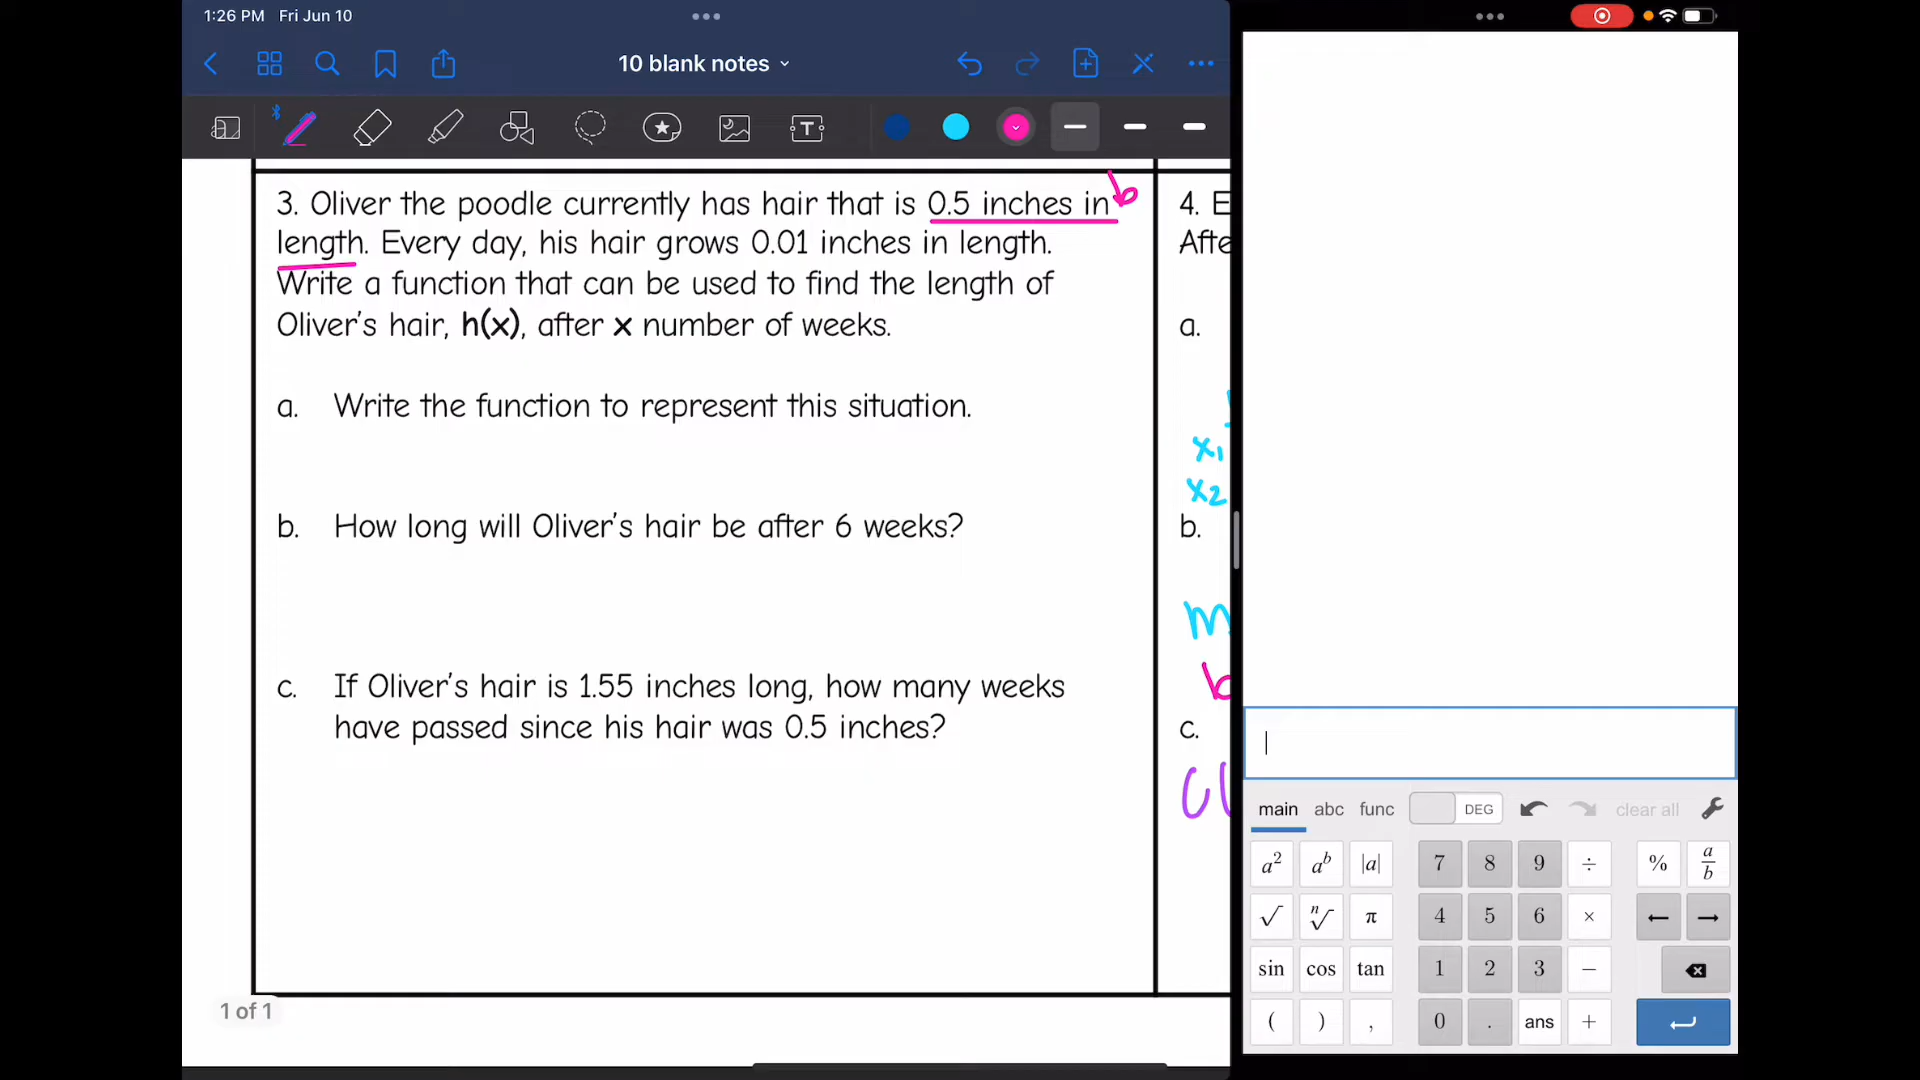 1:26 PM Fri Jun 10
10 blank notes
T
3. Oliver the poodle currently has hair that is 0.5 inches in b
length. Every day, his hair grows 0.01 inches in length.
Write a function that can be used to find the length of
Oliver's hair, h(x), after x number of weeks.
a. Write the function to represent this situation.
b. How long will Oliver's hair be after 6 weeks?
c. If Oliver's hair is 1.55 inches long, how many weeks
have passed since his hair was 0.5 inches?
1 of 1
4. E
Afte
a.
x1
x2
b.
m
b
c.
main abc func DEG clear all
a² aᵇ |a| 7 8 9 ÷ % a/b
√ ⁿ√ π 4 5 6 × ← →
sin cos tan 1 2 3 −
( ) , 0 . ans +